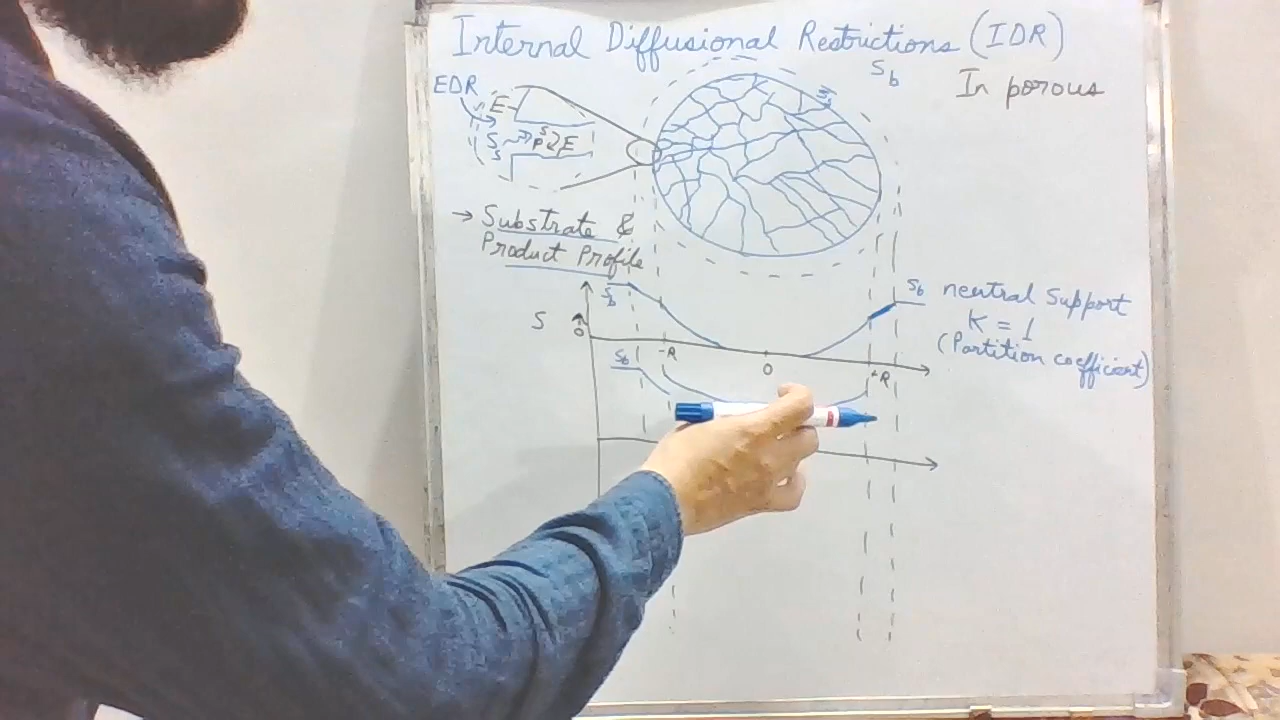 Internal Diffusional Restrictions (IDR)
EDR
S_b
In porous
E
S_s
S
P
E
→ Substrate &
Product Profile
S_b
S_b
neutral Support
K = 1
(Partition coefficient)
S
0
-R
0
+R
S_b